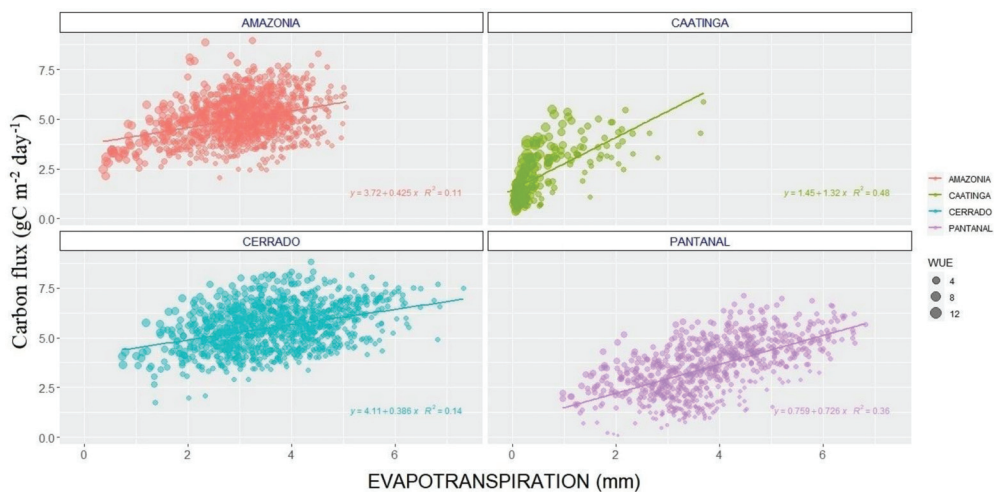 AMAZONIA
CAATINGA
7.5
5.0
2.5
0.0
y = 3.72 + 0.425 x R² = 0.11
y = 1.45 + 1.32 x R² = 0.48
CERRADO
PANTANAL
7.5
5.0
2.5
0.0
y = 4.11 + 0.386 x R² = 0.14
y = 0.759 + 0.726 x R² = 0.36
0 2 4 6
0 2 4 6
Carbon flux (gC m-2 day-1)
EVAPOTRANSPIRATION (mm)
AMAZONIA
CAATINGA
CERRADO
PANTANAL
WUE
4
8
12